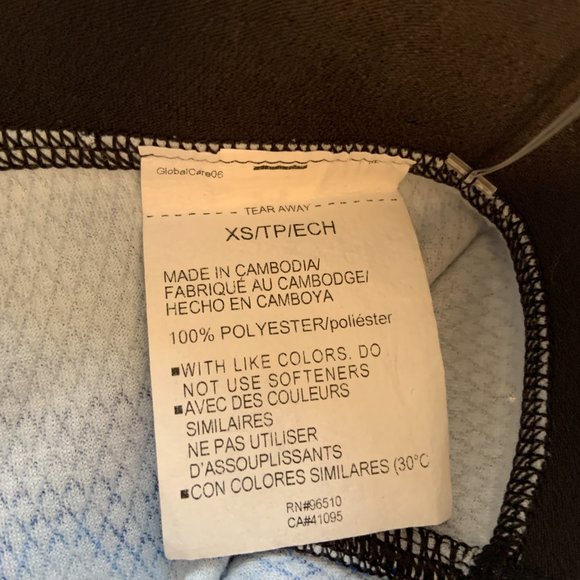 GlobalCare06
TEAR AWAY
XS/TP/ECH
MADE IN CAMBODIA/
FABRIQUÉ AU CAMBODGE/
HECHO EN CAMBOYA
100% POLYESTER/poliéster
■WITH LIKE COLORS. DO
NOT USE SOFTENERS
■AVEC DES COULEURS
SIMILAIRES
NE PAS UTILISER
D'ASSOUPLISSANTS
■CON COLORES SIMILARES (30°C
RN#96510
CA#41095